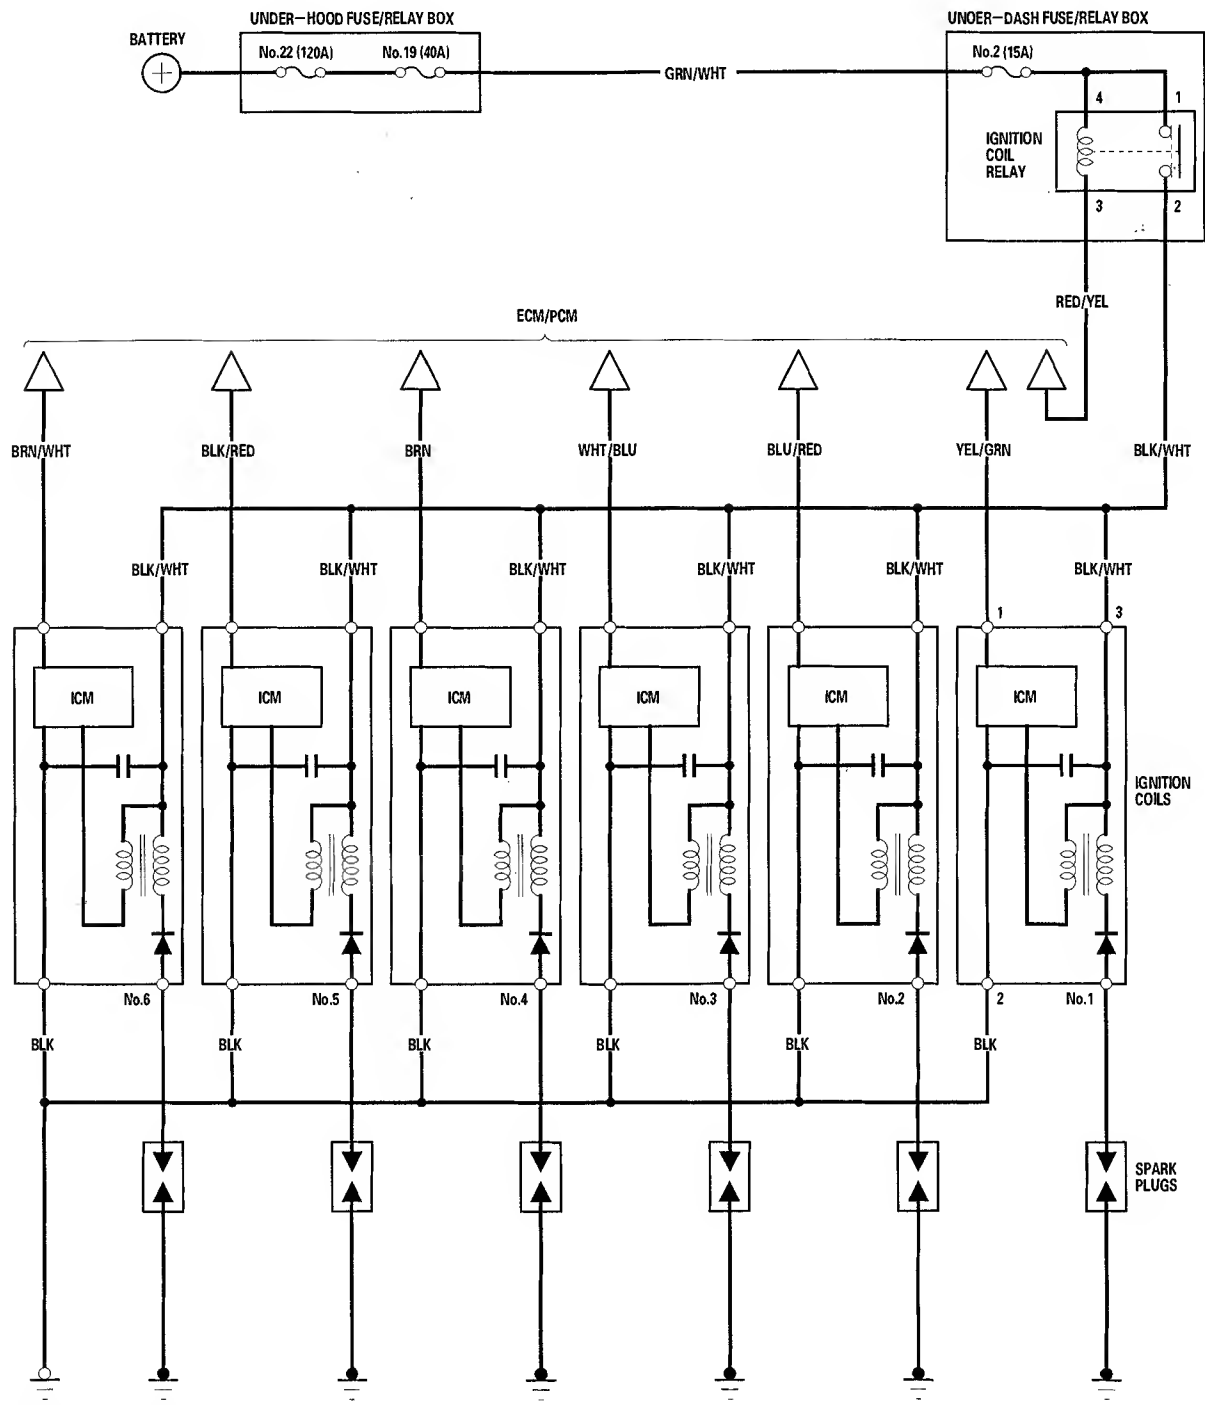 UNDER-HOOD FUSE/RELAY BOX
UNOER-DASH FUSE/RELAY BOX
BATTERY
No.22 (120A)
No.19 (40A)
No.2 (15A)
GRN/WHT
4
1
IGNITION
COIL
RELAY
3
2
RED/YEL
ECM/PCM
BRN/WHT
BLK/RED
BRN
WHT/BLU
BLU/RED
YEL/GRN
BLK/WHT
BLK/WHT
BLK/WHT
BLK/WHT
BLK/WHT
BLK/WHT
BLK/WHT
1
3
ICM
ICM
ICM
ICM
ICM
ICM
IGNITION
COILS
No.6
No.5
No.4
No.3
No.2
2
No.1
BLK
BLK
BLK
BLK
BLK
BLK
SPARK
PLUGS